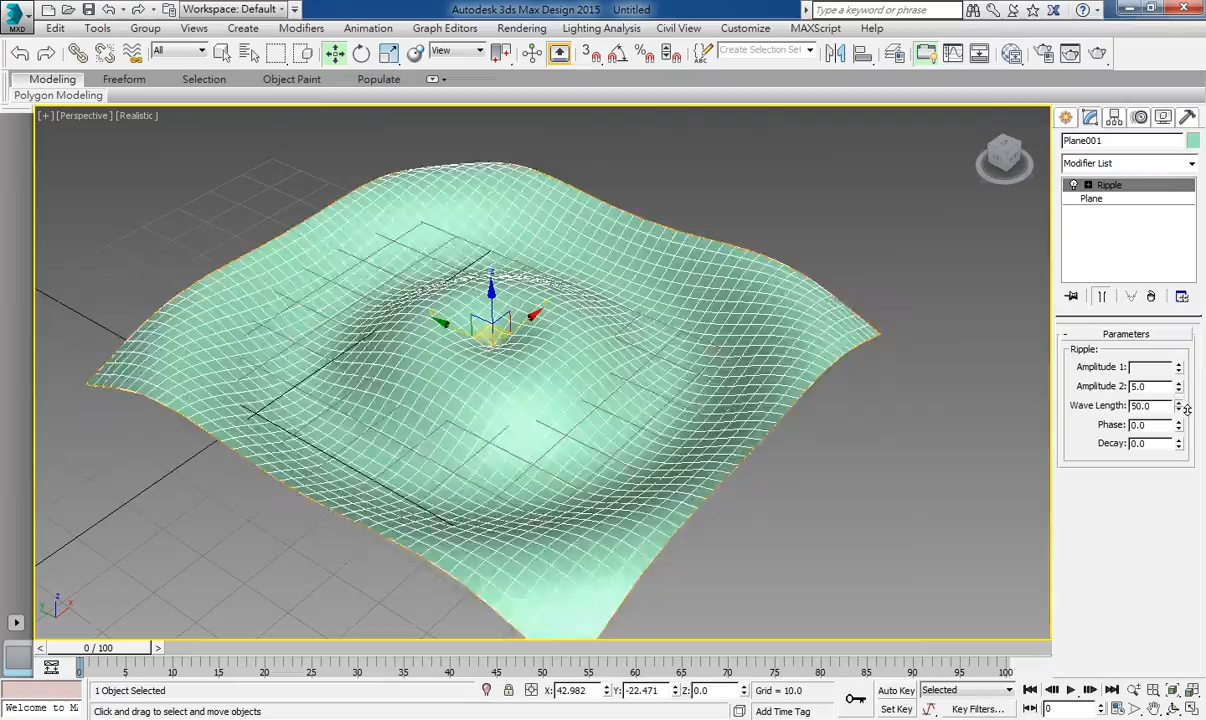 Workspace: Default
Autodesk 3ds Max Design 2015 Untitled
Type a keyword or phrase
MXD
Edit Tools Group Views Create Modifiers Animation Graph Editors Rendering Lighting Analysis Civil View Customize MAXScript Help
All
View
3
Create Selection Se
Modeling Freeform Selection Object Paint Populate
Polygon Modeling
[+] [Perspective] [Realistic]
Plane001
Modifier List
Ripple
Plane
Parameters
Ripple:
Amplitude 1:
Amplitude 2: 5.0
Wave Length: 50.0
Phase: 0.0
Decay: 0.0
z
z
y
x
0 / 100
0 5 10 15 20 25 30 35 40 45 50 55 60 65 70 75 80 85 90 95 100
1 Object Selected
X: 42.982 Y: -22.471 Z: 0.0
Grid = 10.0
Auto Key
Selected
Welcome to M
Click and drag to select and move objects
Add Time Tag
Set Key
Key Filters...
0